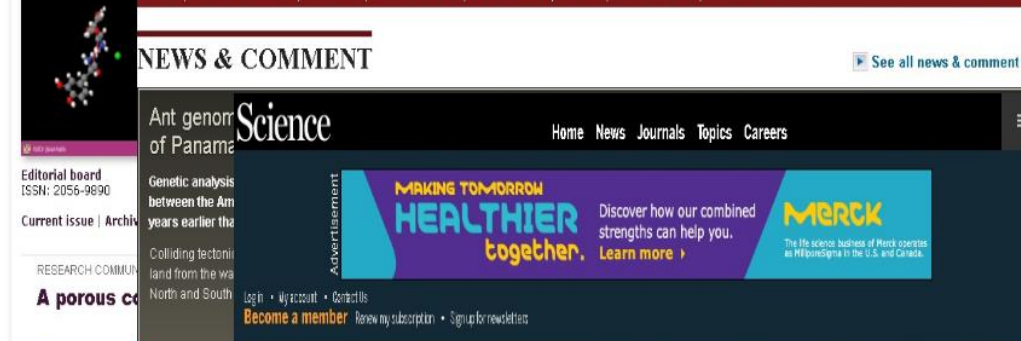 NEWS & COMMENT
See all news & comment
Editorial board
ISSN: 2056-9890
Current issue | Archiv
RESEARCH COMMUN
A porous co
Ant genom
of Panama
Genetic analysis
between the Am
years earlier tha
Colliding tectoni
land from the wa
North and South
Science
Home News Journals Topics Careers
Advertisement
MAKING TOMORROW
HEALTHIER
together.
Discover how our combined
strengths can help you.
Learn more
MERCK
The life science business of Merck operates
as MilliporeSigma in the U.S. and Canada.
Log in • My account • Contact Us
Become a member Renew my subscription • Sign up for newsletters